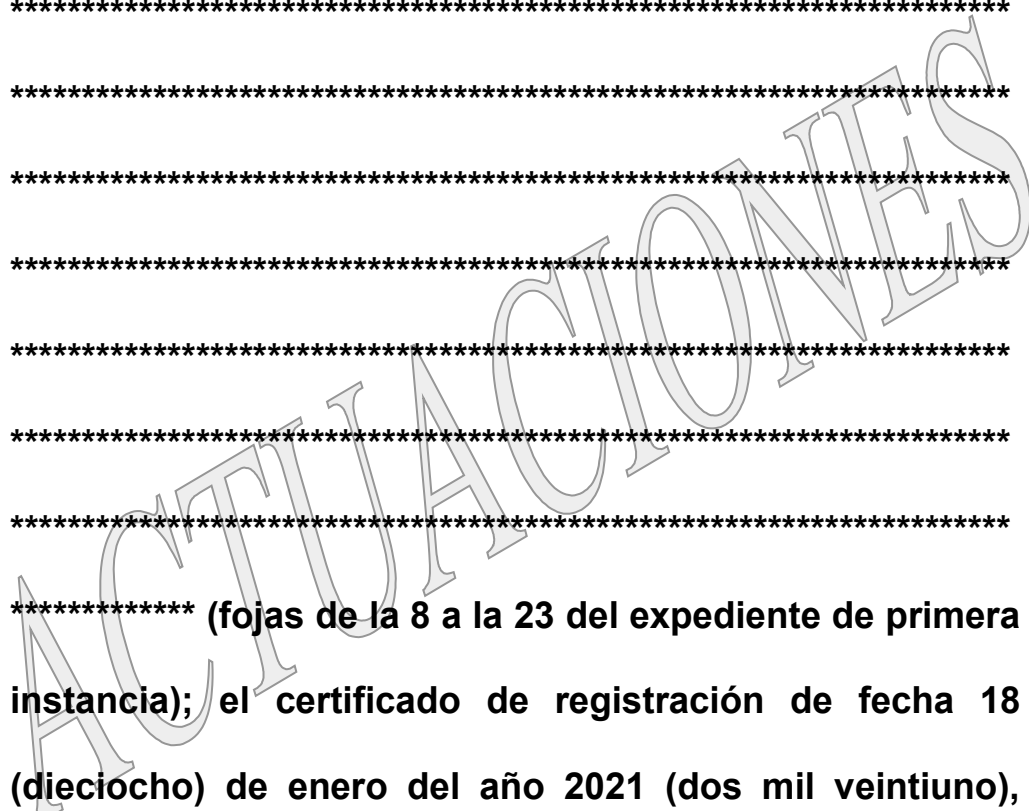 **********************************************************************
**********************************************************************
**********************************************************************
**********************************************************************
**********************************************************************
**********************************************************************
**********************************************************************
************* (fojas de la 8 a la 23 del expediente de primera
instancia); el certificado de registración de fecha 18
(dieciocho) de enero del año 2021 (dos mil veintiuno),
ACTUACIONES